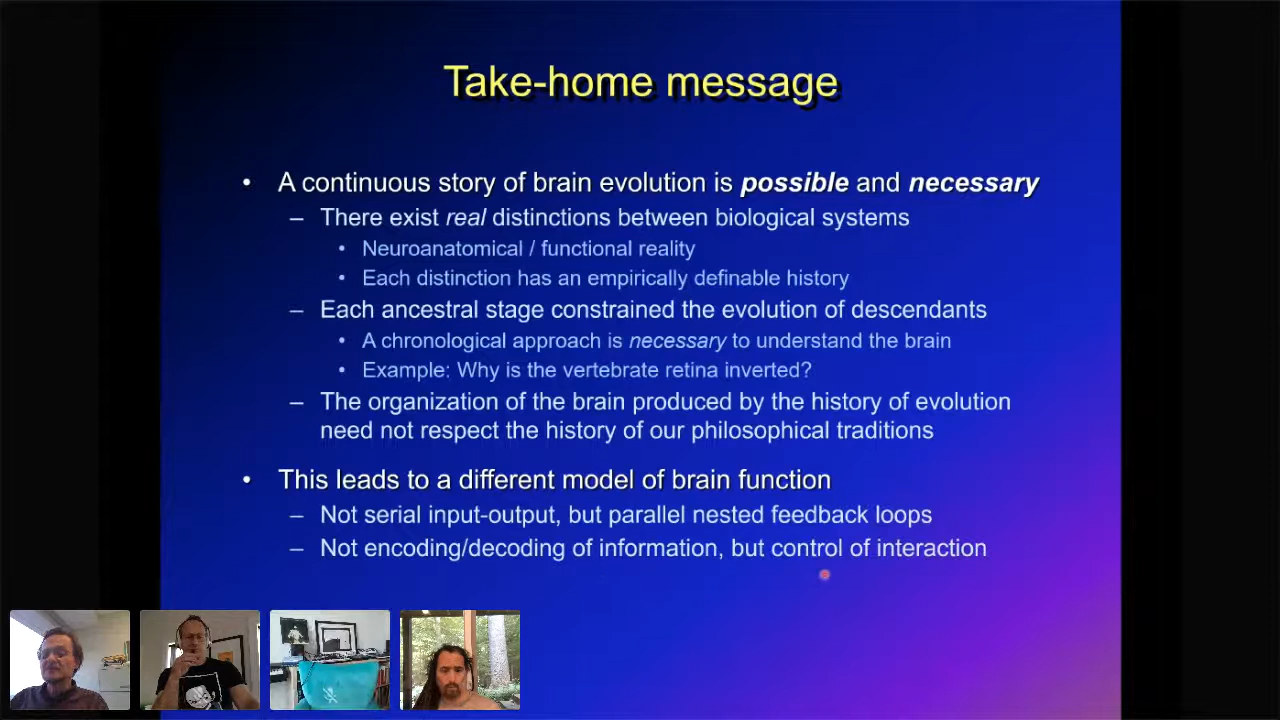 Take-home message
• A continuous story of brain evolution is possible and necessary
– There exist real distinctions between biological systems
• Neuroanatomical / functional reality
• Each distinction has an empirically definable history
– Each ancestral stage constrained the evolution of descendants
• A chronological approach is necessary to understand the brain
• Example: Why is the vertebrate retina inverted?
– The organization of the brain produced by the history of evolution
need not respect the history of our philosophical traditions
• This leads to a different model of brain function
– Not serial input-output, but parallel nested feedback loops
– Not encoding/decoding of information, but control of interaction